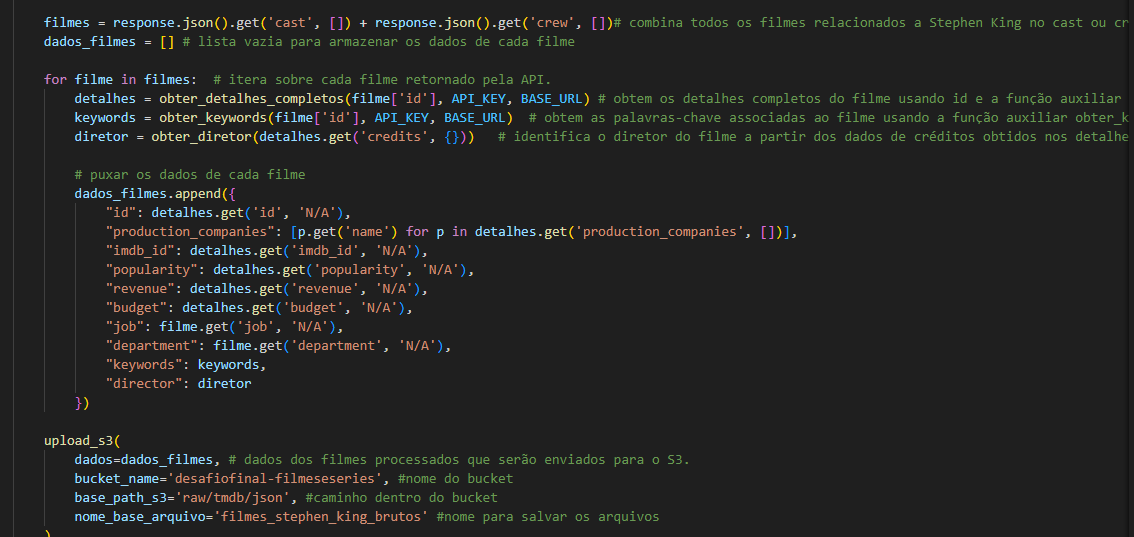 filmes = response.json().get('cast', []) + response.json().get('crew', [])# combina todos os filmes relacionados a Stephen King no cast ou cr
dados_filmes = [] # lista vazia para armazenar os dados de cada filme
for filme in filmes:  # itera sobre cada filme retornado pela API.
detalhes = obter_detalhes_completos(filme['id'], API_KEY, BASE_URL) # obtem os detalhes completos do filme usando id e a função auxiliar
keywords = obter_keywords(filme['id'], API_KEY, BASE_URL)  # obtem as palavras-chave associadas ao filme usando a função auxiliar obter_k
diretor = obter_diretor(detalhes.get('credits', {}))   # identifica o diretor do filme a partir dos dados de créditos obtidos nos detalhe
# puxar os dados de cada filme
dados_filmes.append({
"id": detalhes.get('id', 'N/A'),
"production_companies": [p.get('name') for p in detalhes.get('production_companies', [])],
"imdb_id": detalhes.get('imdb_id', 'N/A'),
"popularity": detalhes.get('popularity', 'N/A'),
"revenue": detalhes.get('revenue', 'N/A'),
"budget": detalhes.get('budget', 'N/A'),
"job": filme.get('job', 'N/A'),
"department": filme.get('department', 'N/A'),
"keywords": keywords,
"director": diretor
})
upload_s3(
dados=dados_filmes, # dados dos filmes processados que serão enviados para o S3.
bucket_name='desafiofinal-filmeseseries', #nome do bucket
base_path_s3='raw/tmdb/json', #caminho dentro do bucket
nome_base_arquivo='filmes_stephen_king_brutos' #nome para salvar os arquivos
)